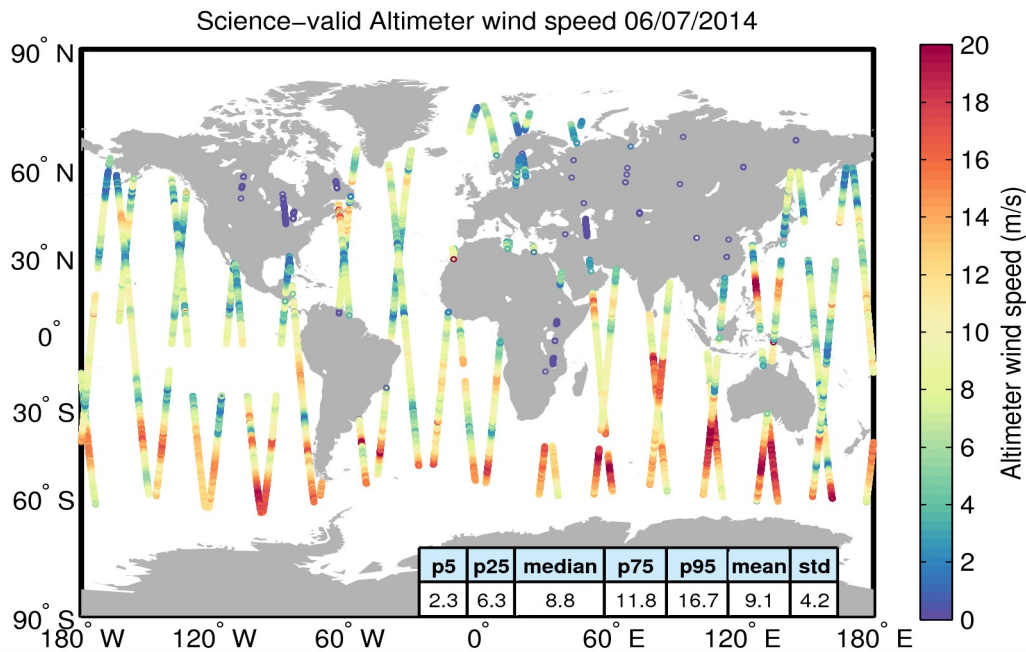 Science−valid Altimeter wind speed 06/07/2014
90° N
60° N
30° N
0°
30° S
60° S
90° S
180° W
120° W
60° W
0°
60° E
120° E
180° E
p5 p25 median p75 p95 mean std
2.3 6.3 8.8 11.8 16.7 9.1 4.2
20
18
16
14
12
10
8
6
4
2
0
Altimeter wind speed (m/s)